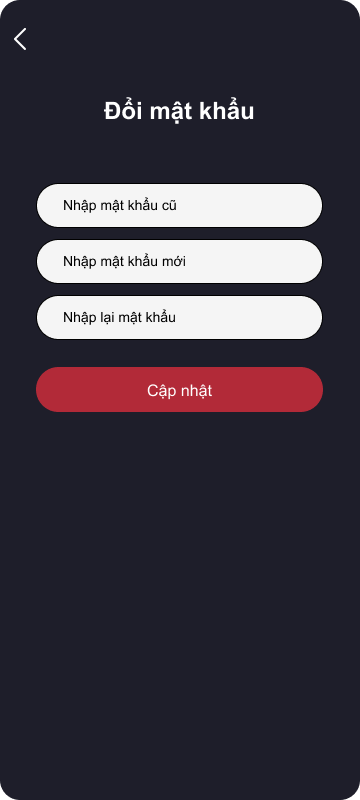 Đổi mật khẩu
Nhập mật khẩu cũ
Nhập mật khẩu mới
Nhập lại mật khẩu
Cập nhật